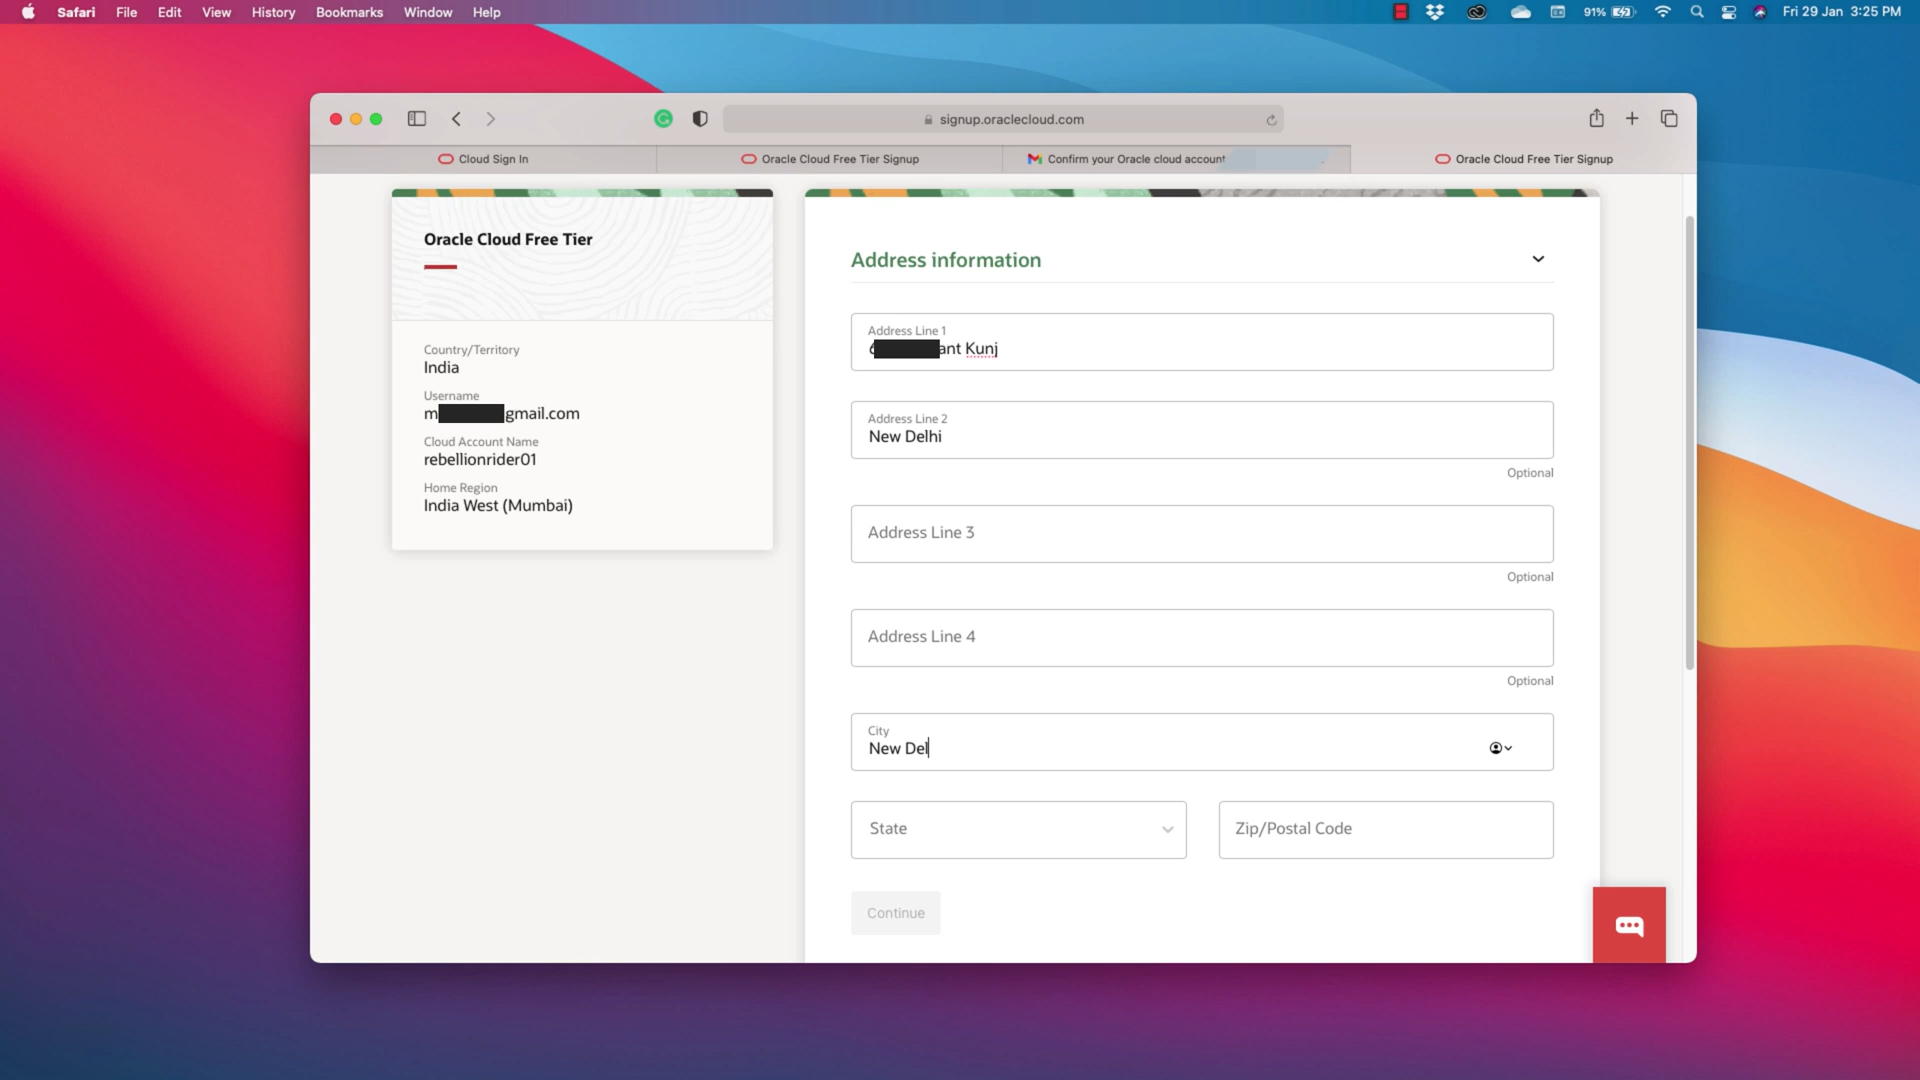 Safari File Edit View History Bookmarks Window Help
91% Fri 29 Jan 3:25 PM
signup.oraclecloud.com
Cloud Sign In
Oracle Cloud Free Tier Signup
Confirm your Oracle cloud account
Oracle Cloud Free Tier Signup
Oracle Cloud Free Tier
Country/Territory
India
Username
m gmail.com
Cloud Account Name
rebellionrider01
Home Region
India West (Mumbai)
Address information
Address Line 1
ant Kunj
Address Line 2
New Delhi
Optional
Address Line 3
Optional
Address Line 4
Optional
City
New Del
State
Zip/Postal Code
Continue